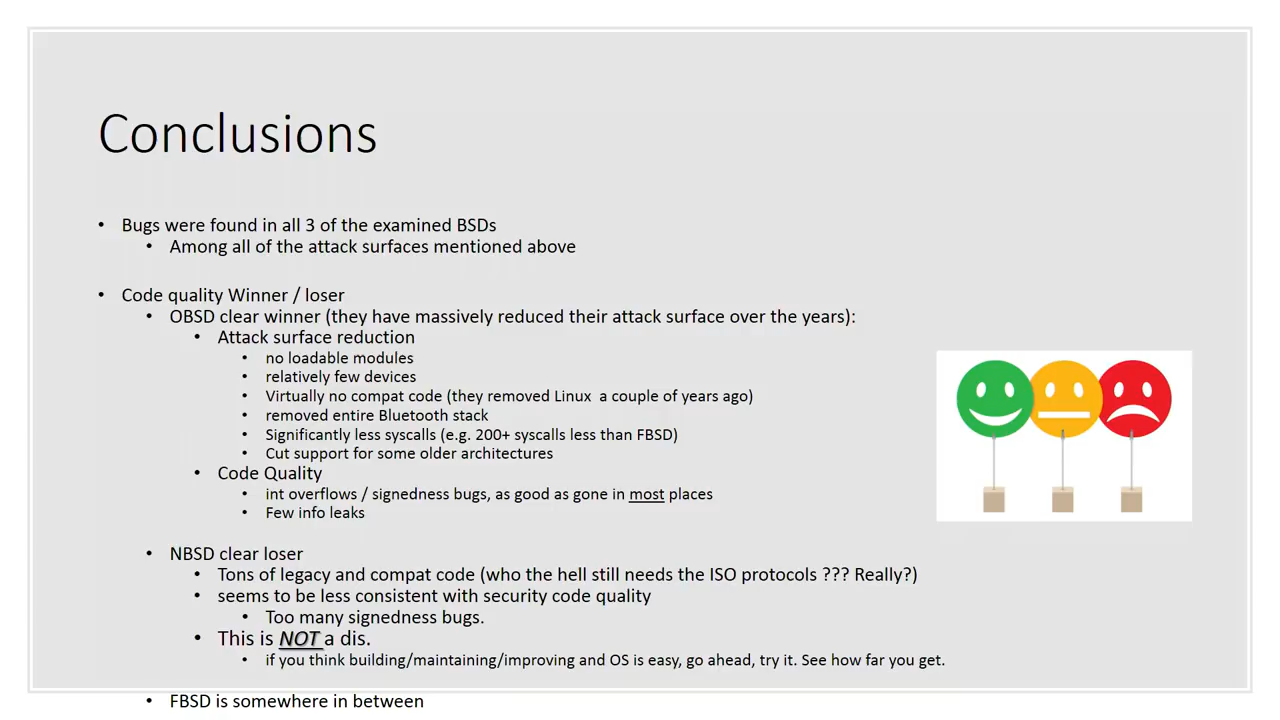 Conclusions
• Bugs were found in all 3 of the examined BSDs
• Among all of the attack surfaces mentioned above
• Code quality Winner / loser
• OBSD clear winner (they have massively reduced their attack surface over the years):
• Attack surface reduction
• no loadable modules
• relatively few devices
• Virtually no compat code (they removed Linux a couple of years ago)
• removed entire Bluetooth stack
• Significantly less syscalls (e.g. 200+ syscalls less than FBSD)
• Cut support for some older architectures
• Code Quality
• int overflows / signedness bugs, as good as gone in most places
• Few info leaks
• NBSD clear loser
• Tons of legacy and compat code (who the hell still needs the ISO protocols ??? Really?)
• seems to be less consistent with security code quality
• Too many signedness bugs.
• This is NOT a dis.
• if you think building/maintaining/improving and OS is easy, go ahead, try it. See how far you get.
• FBSD is somewhere in between